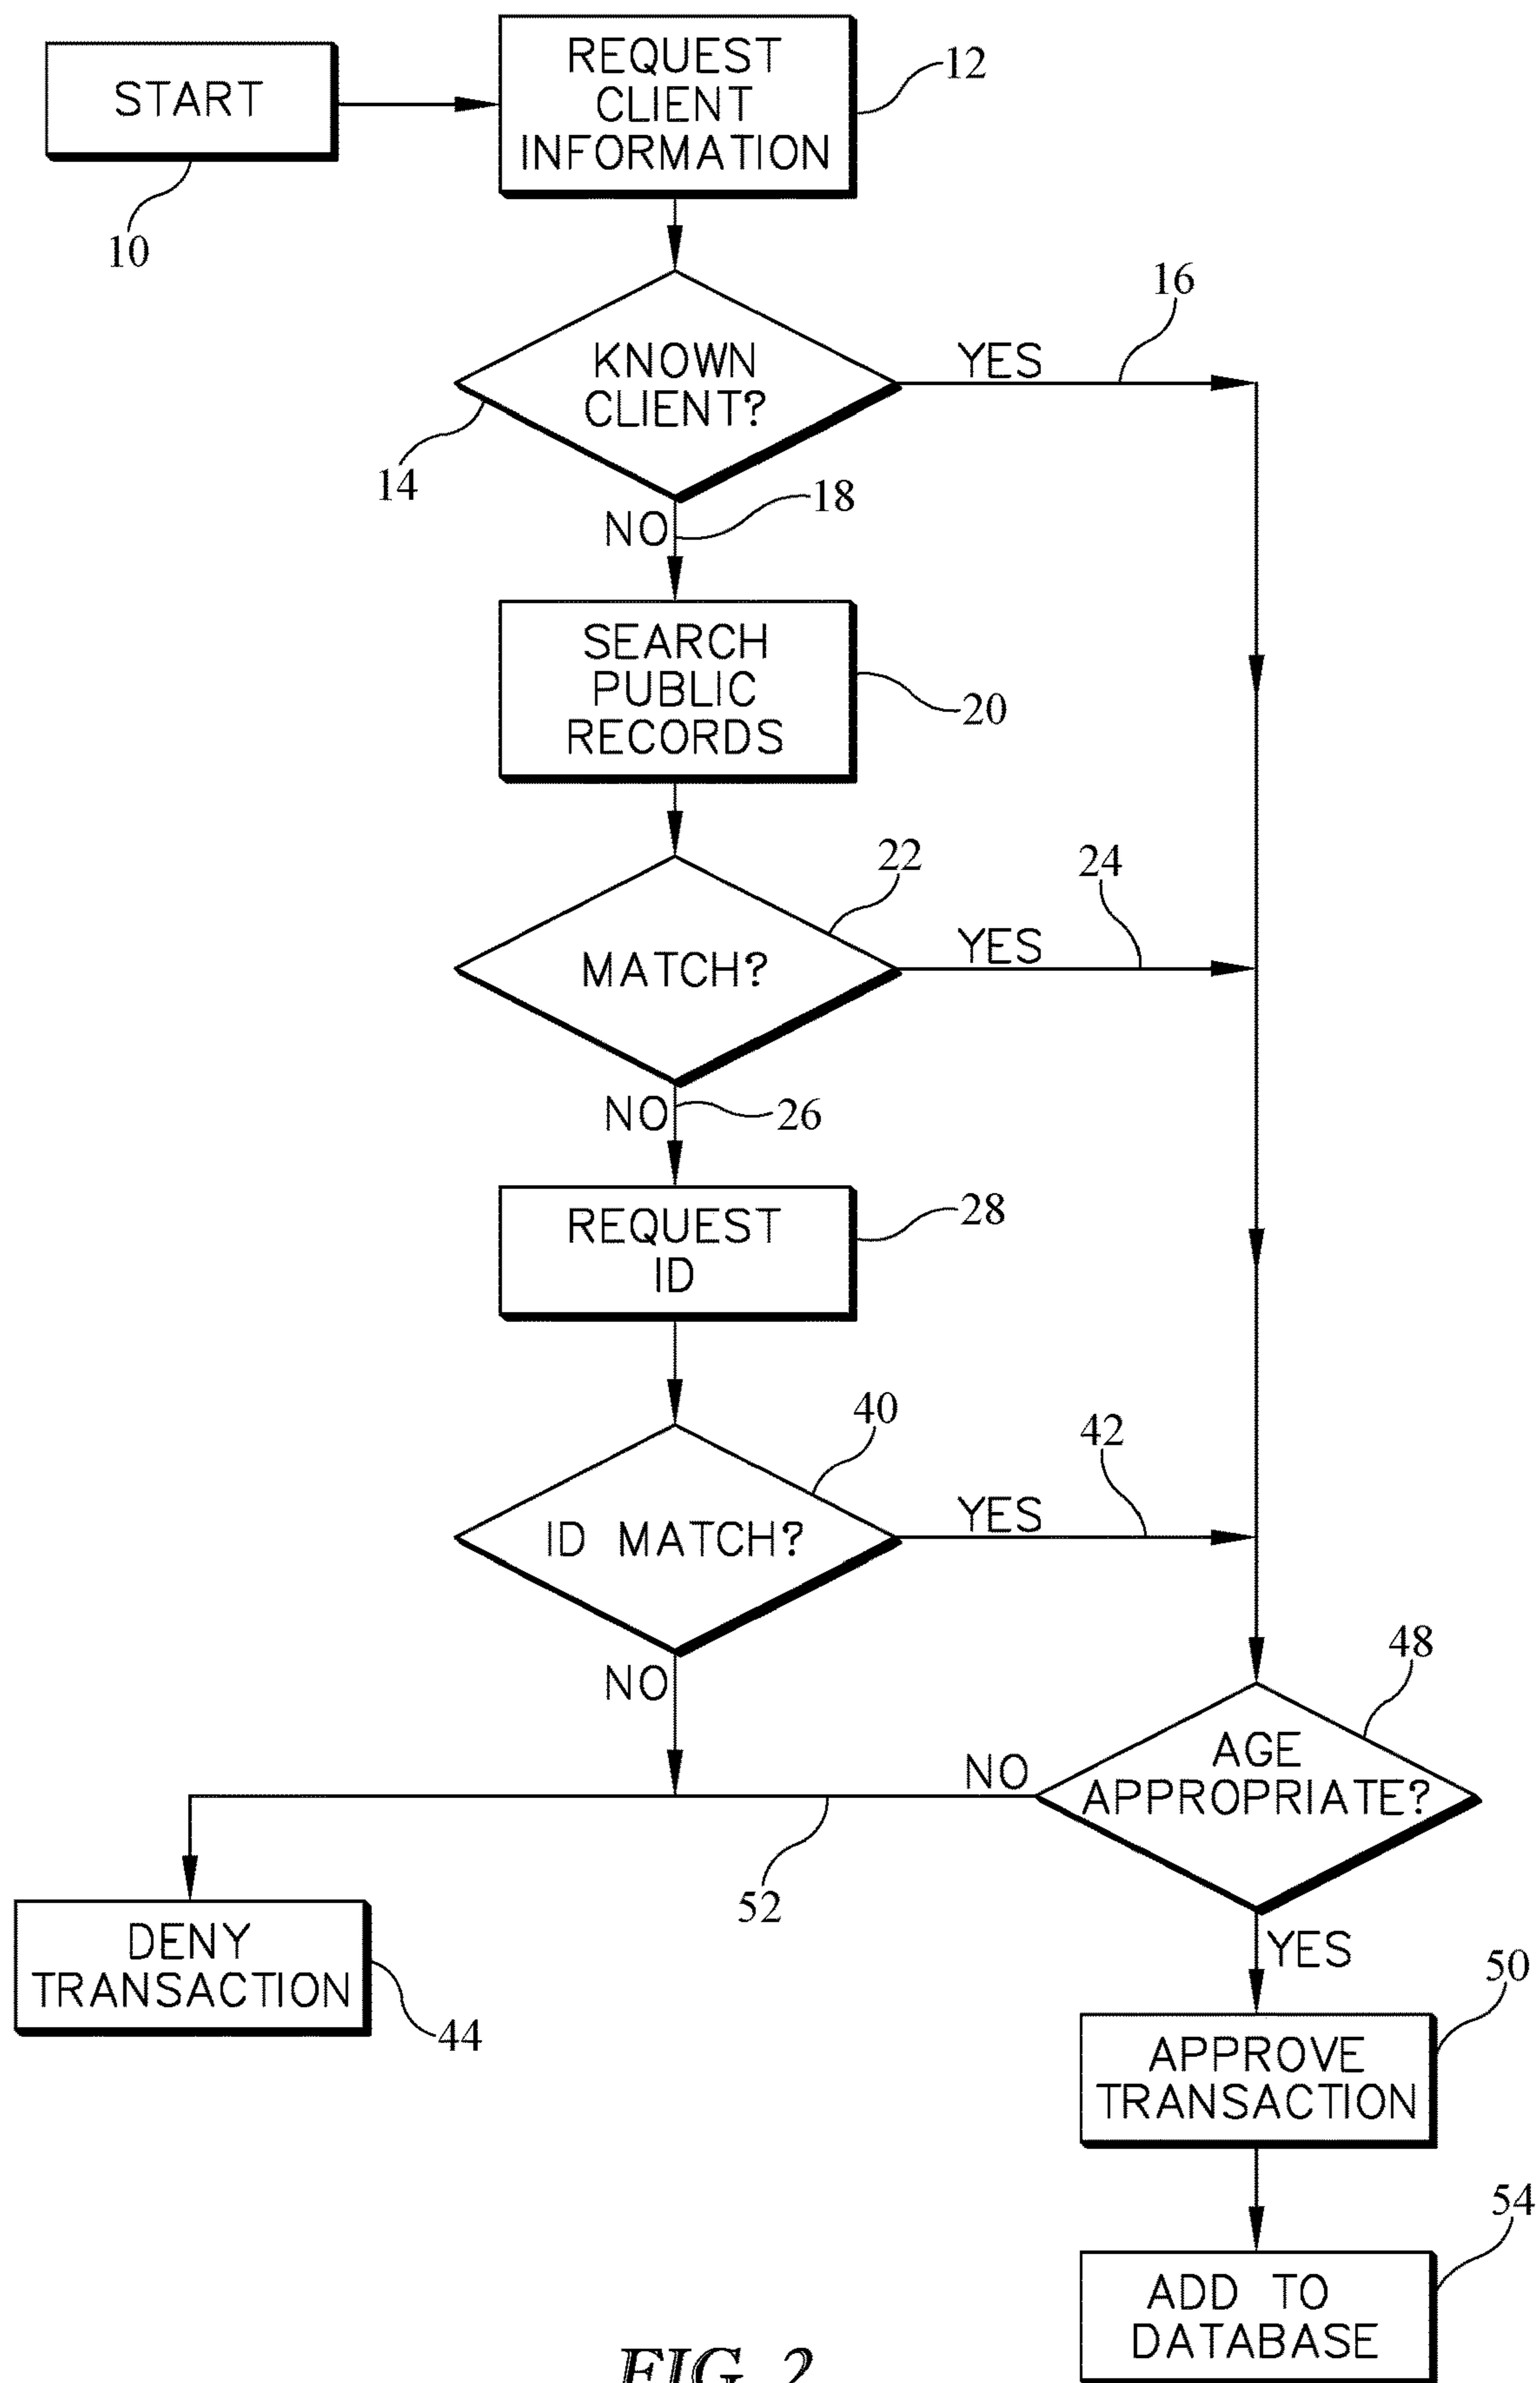 START
10
REQUEST
CLIENT
INFORMATION
12
KNOWN
CLIENT?
14
YES
16
NO
18
SEARCH
PUBLIC
RECORDS
20
MATCH?
22
YES
24
NO
26
REQUEST
ID
28
ID MATCH?
40
YES
42
NO
AGE
APPROPRIATE?
48
NO
52
DENY
TRANSACTION
44
YES
APPROVE
TRANSACTION
50
ADD TO
DATABASE
54
FIG. 2